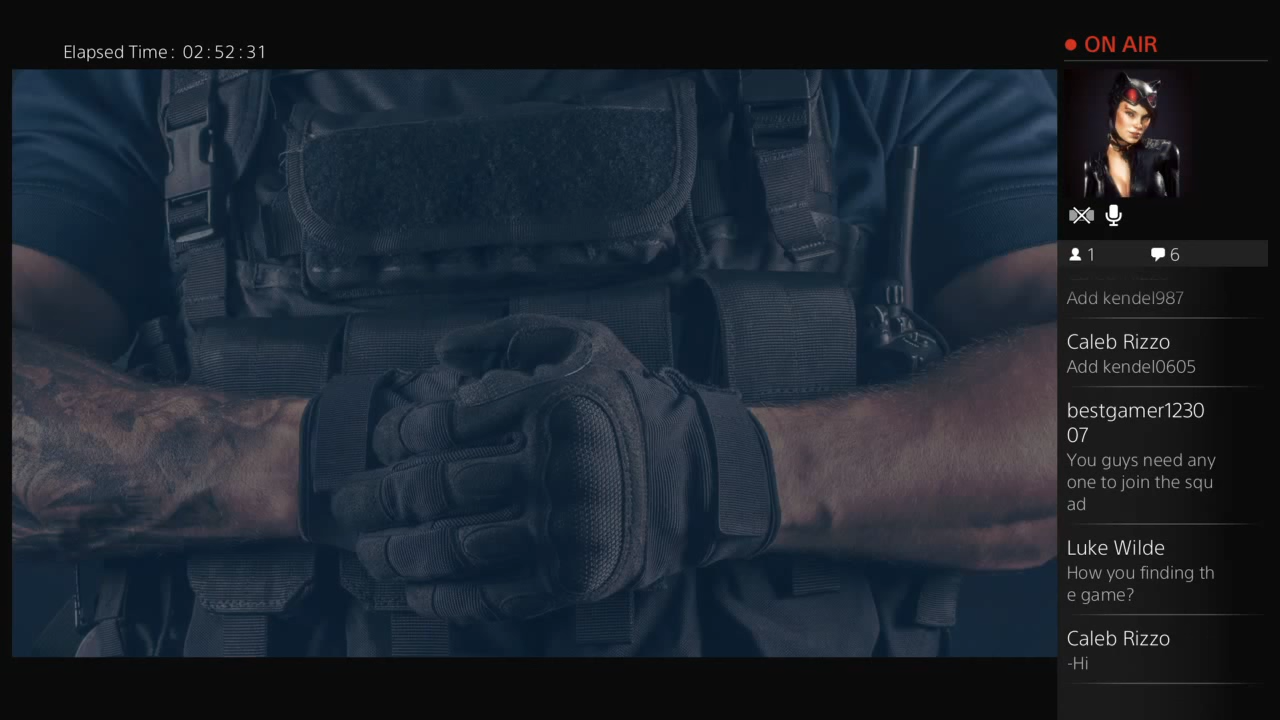 Elapsed Time: 02:52:31
ON AIR
1
6
Add kendel987
Caleb Rizzo
Add kendel0605
bestgamer1230
07
You guys need any
one to join the squ
ad
Luke Wilde
How you finding th
e game?
Caleb Rizzo
-Hi